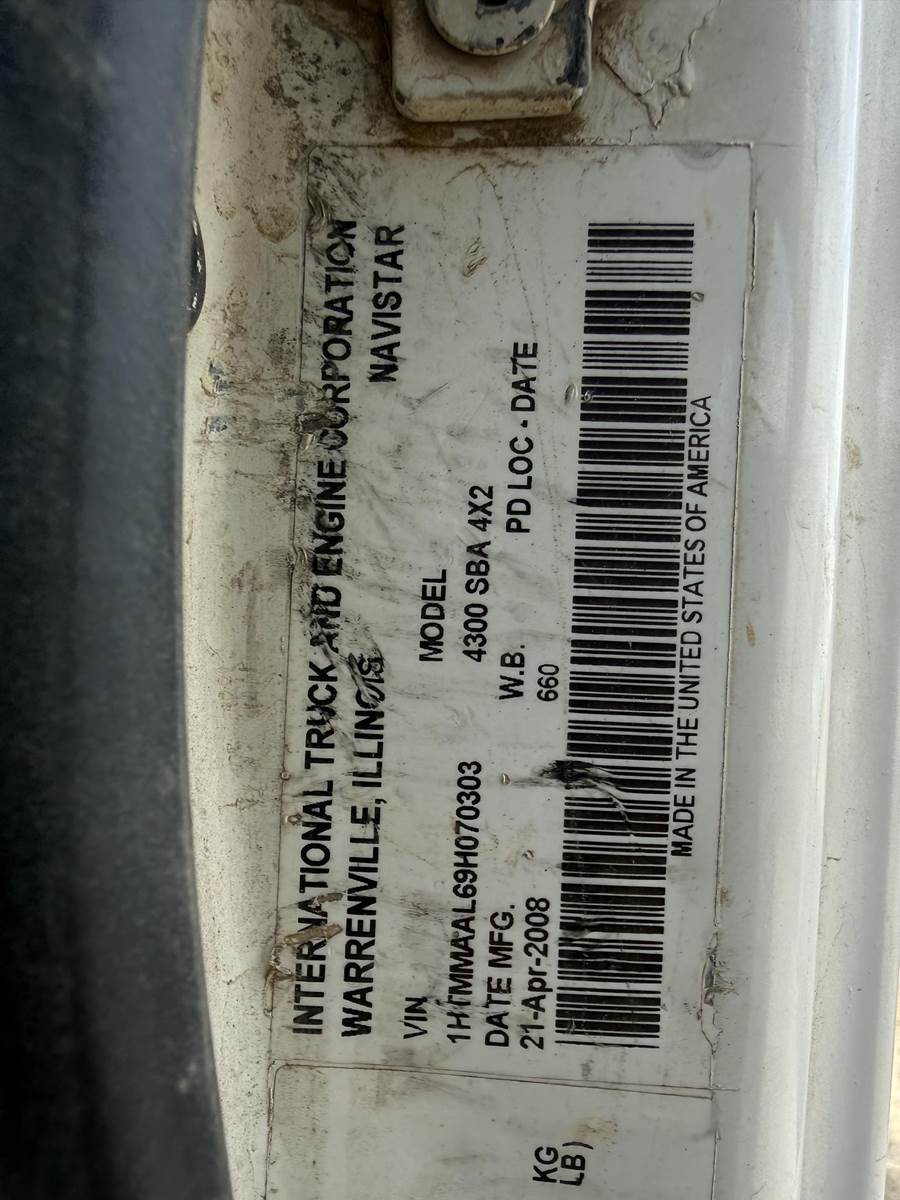 INTERNATIONAL TRUCK AND ENGINE CORPORATION
WARRENVILLE, ILLINOIS NAVISTAR
VIN MODEL
1HTMMAAL69H070303 4300 SBA 4X2
DATE MFG. W.B. PD LOC - DATE
21-Apr-2008 660
MADE IN THE UNITED STATES OF AMERICA
KG
LB)